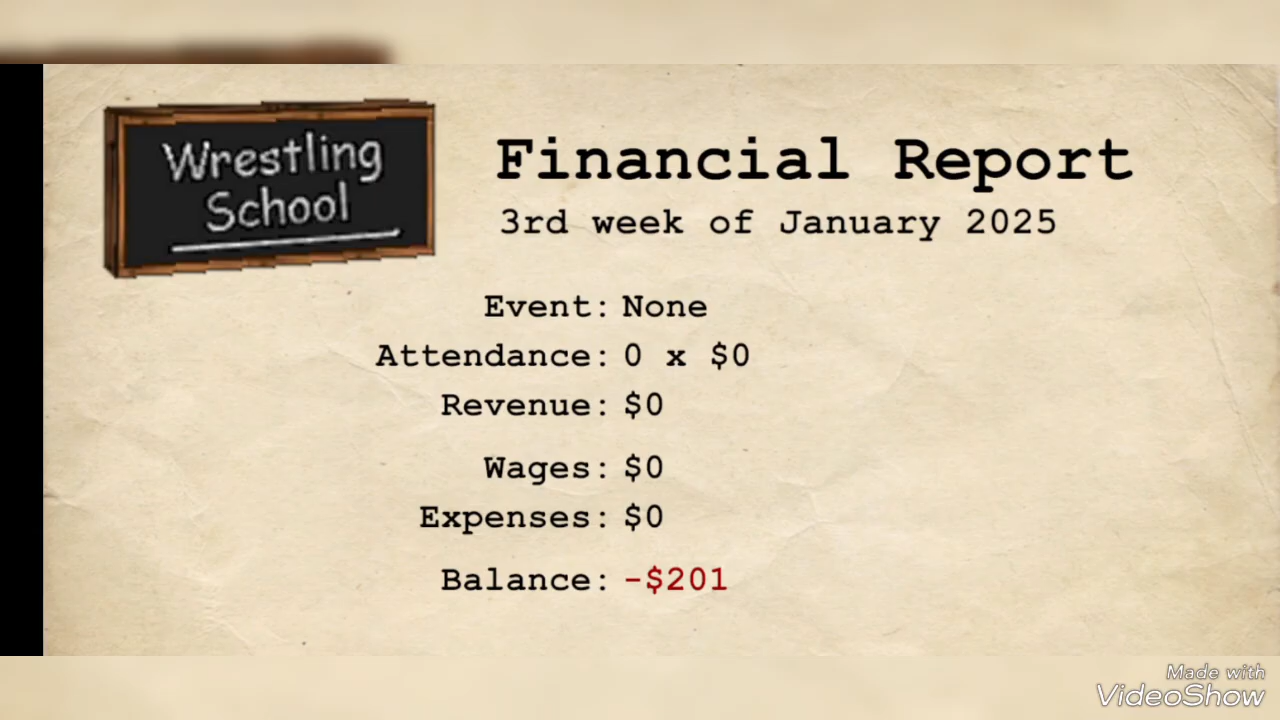 Wrestling
School
Financial Report
3rd week of January 2025
Event: None
Attendance: 0 x $0
Revenue: $0
Wages: $0
Expenses: $0
Balance: -$201
Made with
VideoShow